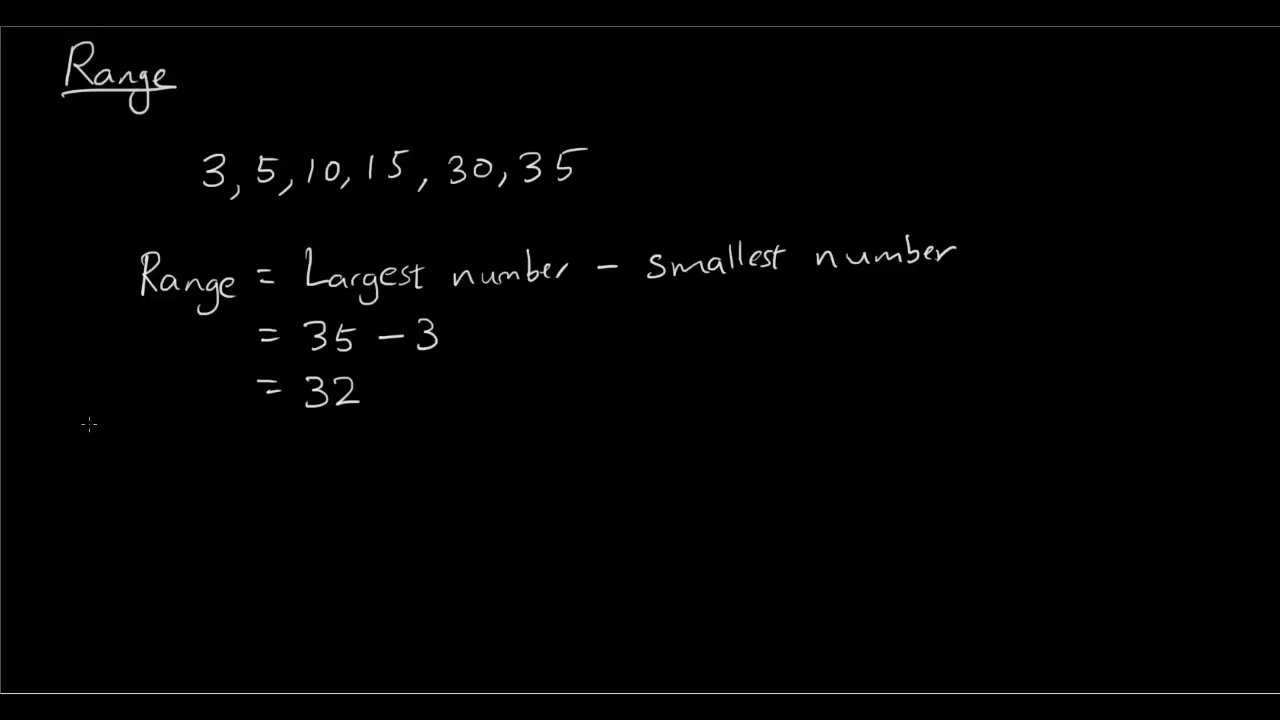 Range
3, 5, 10, 15, 30, 35
Range = Largest number - smallest number
= 35 - 3
= 32